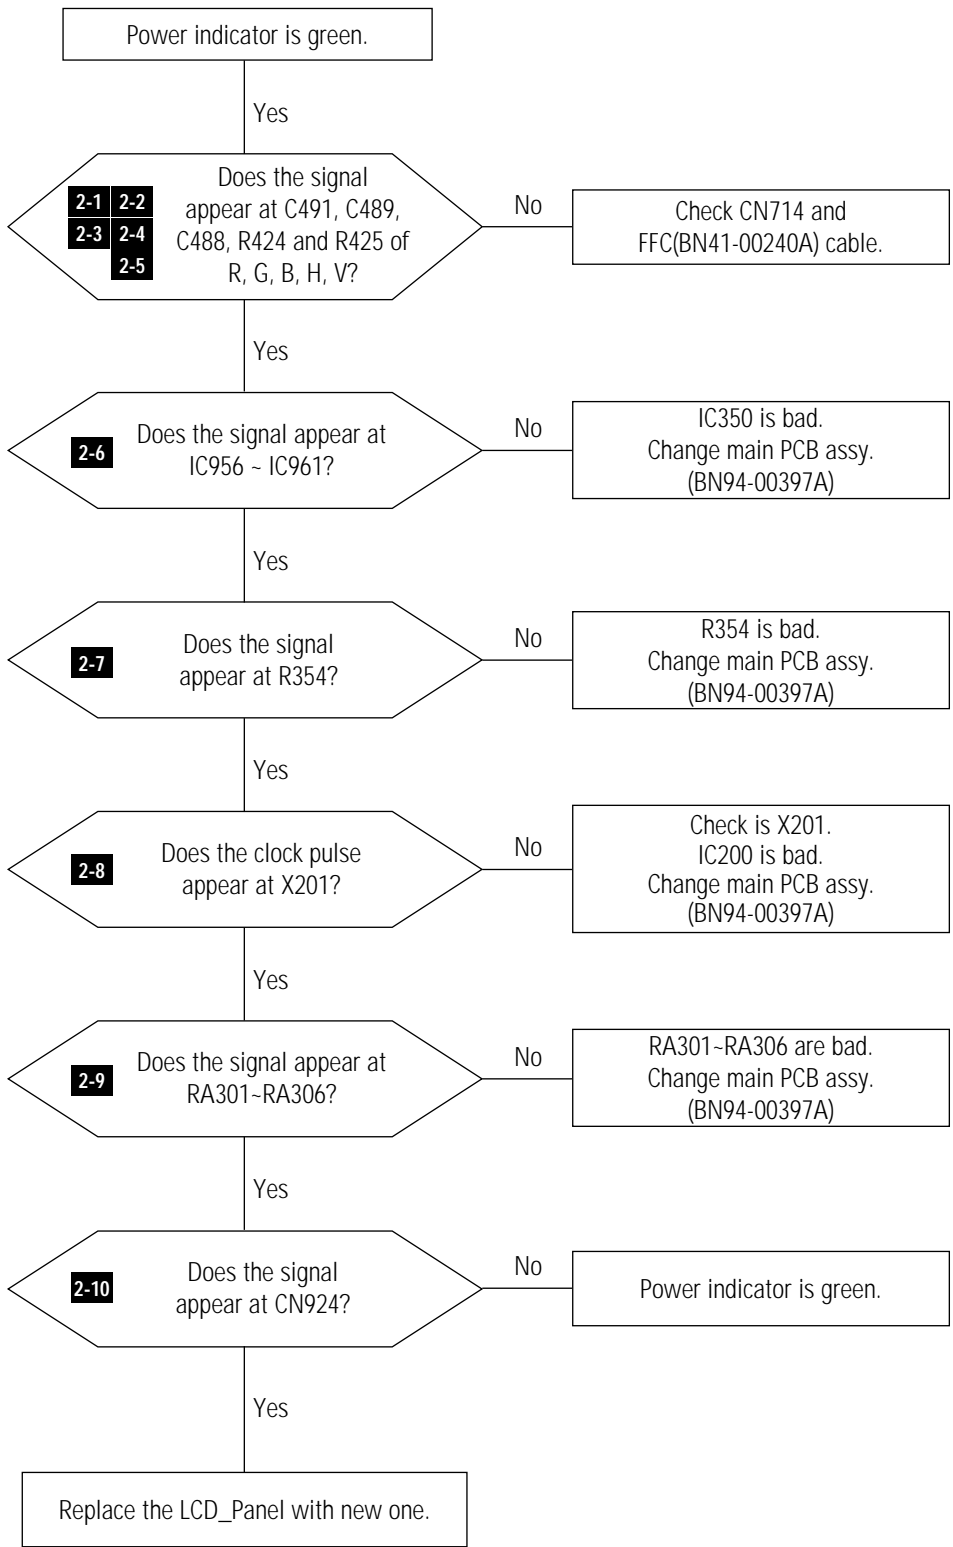 Power indicator is green.
Yes
2-1 2-2
2-3 2-4
2-5
Does the signal
appear at C491, C489,
C488, R424 and R425 of
R, G, B, H, V?
No
Check CN714 and
FFC(BN41-00240A) cable.
Yes
2-6
Does the signal appear at
IC956 ~ IC961?
No
IC350 is bad.
Change main PCB assy.
(BN94-00397A)
Yes
2-7
Does the signal
appear at R354?
No
R354 is bad.
Change main PCB assy.
(BN94-00397A)
Yes
2-8
Does the clock pulse
appear at X201?
No
Check is X201.
IC200 is bad.
Change main PCB assy.
(BN94-00397A)
Yes
2-9
Does the signal appear at
RA301~RA306?
No
RA301~RA306 are bad.
Change main PCB assy.
(BN94-00397A)
Yes
2-10
Does the signal
appear at CN924?
No
Power indicator is green.
Yes
Replace the LCD_Panel with new one.